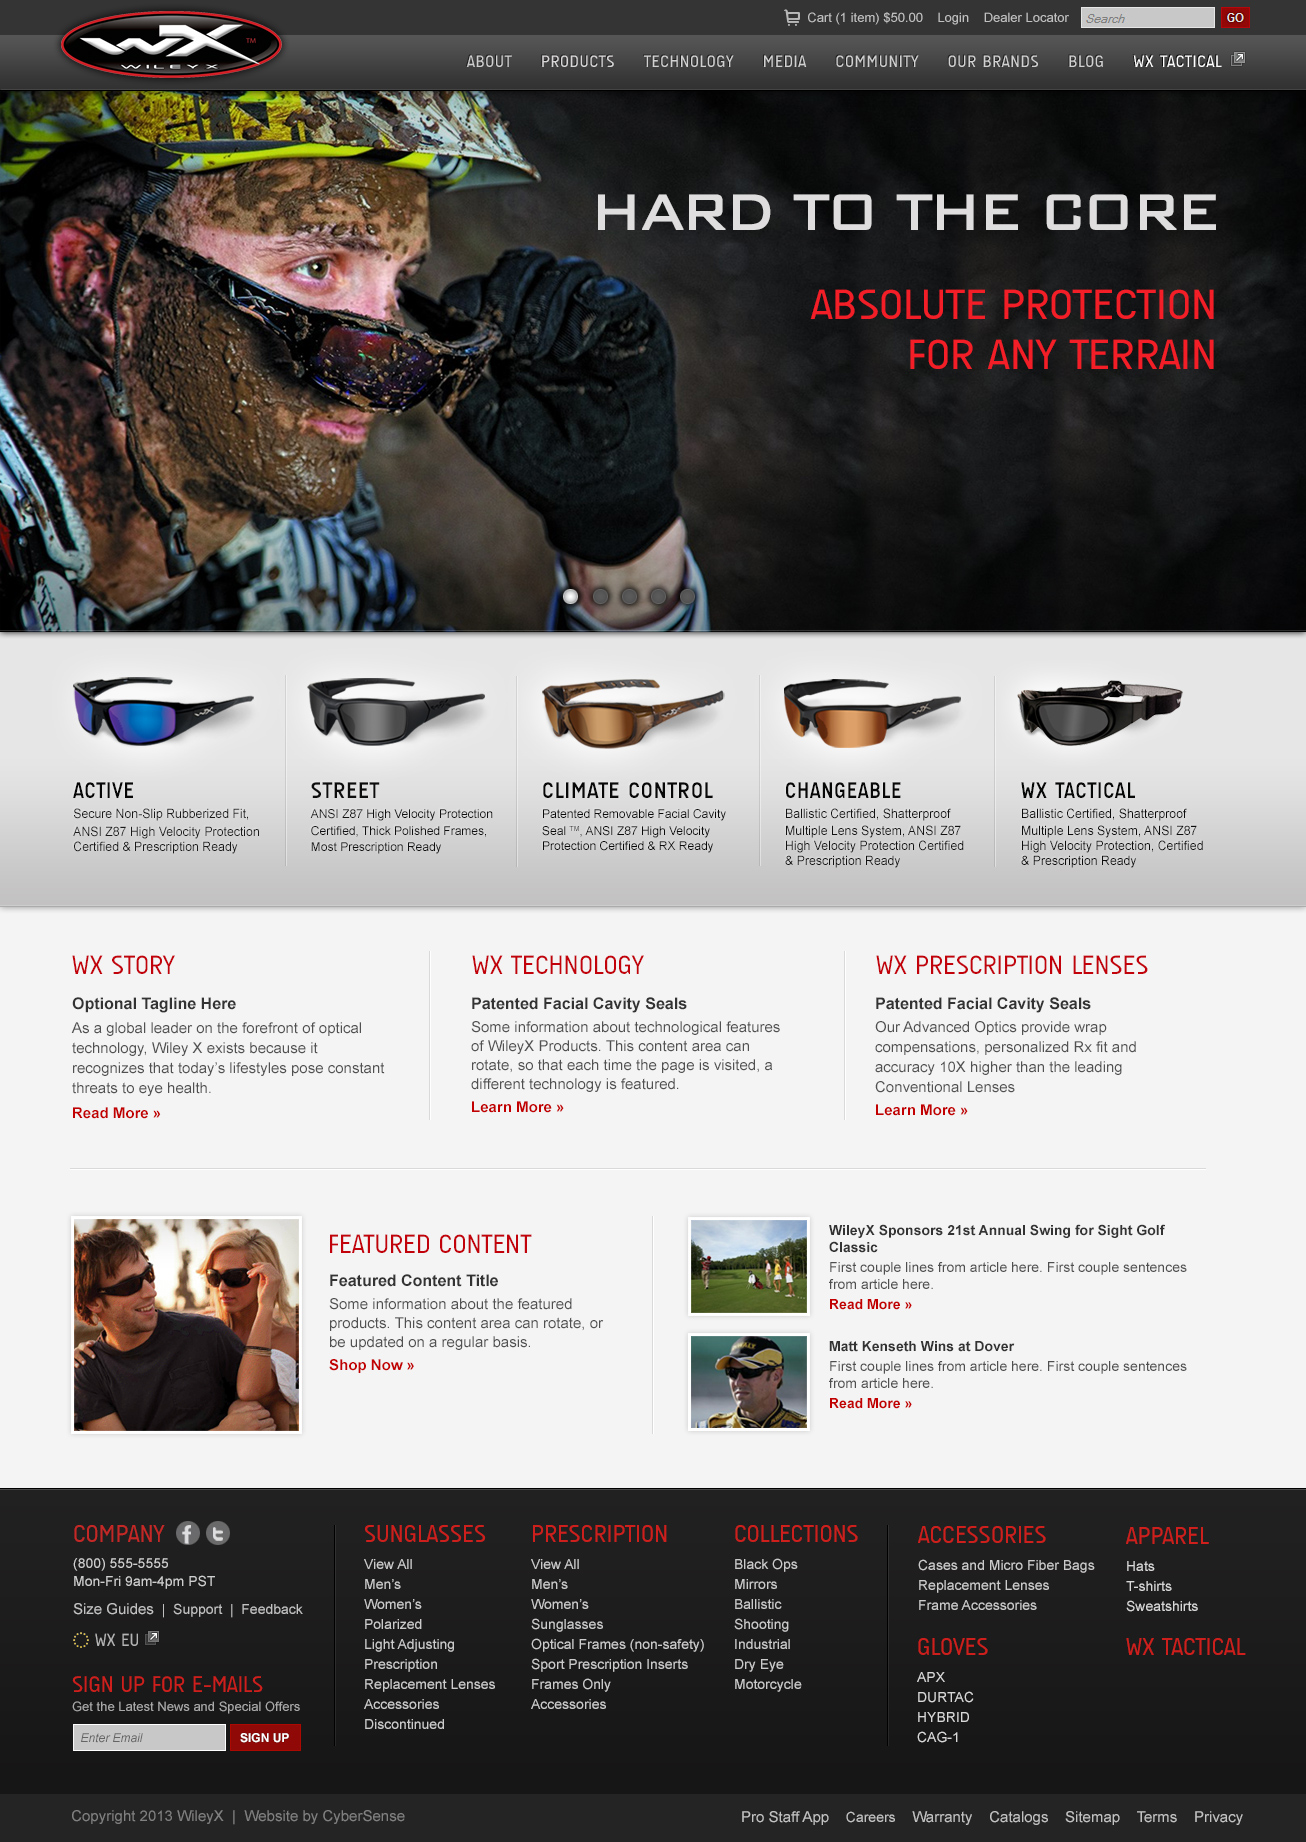 Cart (1 item) $50.00 Login Dealer Locator Search GO
WX ™
WILEY X
ABOUT PRODUCTS TECHNOLOGY MEDIA COMMUNITY OUR BRANDS BLOG WX TACTICAL
HARD TO THE CORE
ABSOLUTE PROTECTION
FOR ANY TERRAIN
ACTIVE
Secure Non-Slip Rubberized Fit,
ANSI Z87 High Velocity Protection
Certified & Prescription Ready
STREET
ANSI Z87 High Velocity Protection
Certified, Thick Polished Frames,
Most Prescription Ready
CLIMATE CONTROL
Patented Removable Facial Cavity
Seal ™, ANSI Z87 High Velocity
Protection Certified & RX Ready
CHANGEABLE
Ballistic Certified, Shatterproof
Multiple Lens System, ANSI Z87
High Velocity Protection Certified
& Prescription Ready
WX TACTICAL
Ballistic Certified, Shatterproof
Multiple Lens System, ANSI Z87
High Velocity Protection, Certified
& Prescription Ready
WX STORY
Optional Tagline Here
As a global leader on the forefront of optical
technology, Wiley X exists because it
recognizes that today's lifestyles pose constant
threats to eye health.
Read More »
WX TECHNOLOGY
Patented Facial Cavity Seals
Some information about technological features
of WileyX Products. This content area can
rotate, so that each time the page is visited, a
different technology is featured.
Learn More »
WX PRESCRIPTION LENSES
Patented Facial Cavity Seals
Our Advanced Optics provide wrap
compensations, personalized Rx fit and
accuracy 10X higher than the leading
Conventional Lenses
Learn More »
FEATURED CONTENT
Featured Content Title
Some information about the featured
products. This content area can rotate, or
be updated on a regular basis.
Shop Now »
WileyX Sponsors 21st Annual Swing for Sight Golf
Classic
First couple lines from article here. First couple sentences
from article here.
Read More »
Matt Kenseth Wins at Dover
First couple lines from article here. First couple sentences
from article here.
Read More »
COMPANY
(800) 555-5555
Mon-Fri 9am-4pm PST
Size Guides | Support | Feedback
WX EU
SIGN UP FOR E-MAILS
Get the Latest News and Special Offers
Enter Email SIGN UP
SUNGLASSES
View All
Men's
Women's
Polarized
Light Adjusting
Prescription
Replacement Lenses
Accessories
Discontinued
PRESCRIPTION
View All
Men's
Women's
Sunglasses
Optical Frames (non-safety)
Sport Prescription Inserts
Frames Only
Accessories
COLLECTIONS
Black Ops
Mirrors
Ballistic
Shooting
Industrial
Dry Eye
Motorcycle
ACCESSORIES
Cases and Micro Fiber Bags
Replacement Lenses
Frame Accessories
GLOVES
APX
DURTAC
HYBRID
CAG-1
APPAREL
Hats
T-shirts
Sweatshirts
WX TACTICAL
Copyright 2013 WileyX | Website by CyberSense
Pro Staff App Careers Warranty Catalogs Sitemap Terms Privacy